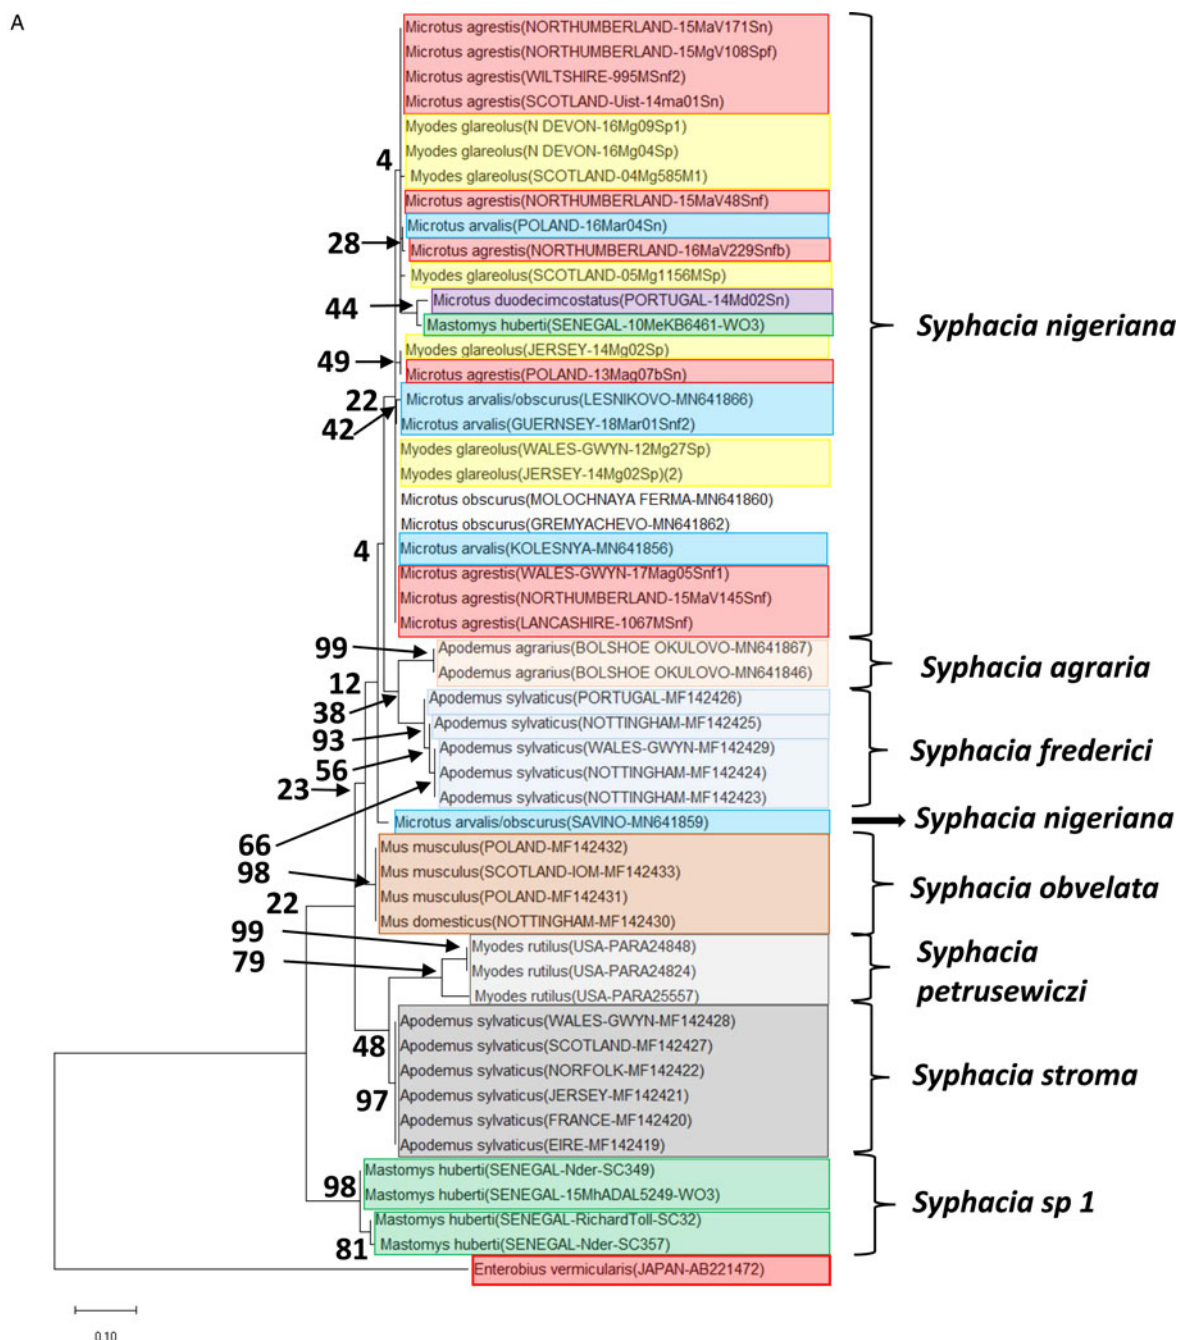 A
Microtus agrestis(NORTHUMBERLAND-15MaV171Sn)
Microtus agrestis(NORTHUMBERLAND-15MgV108Spf)
Microtus agrestis(WILTSHIRE-995MSnf2)
Microtus agrestis(SCOTLAND-Uist-14ma01Sn)
Myodes glareolus(N DEVON-16Mg09Sp1)
4
Myodes glareolus(N DEVON-16Mg04Sp)
Myodes glareolus(SCOTLAND-04Mg585M1)
Microtus agrestis(NORTHUMBERLAND-15MaV48Snf)
Microtus arvalis(POLAND-16Mar04Sn)
28
Microtus agrestis(NORTHUMBERLAND-16MaV229Snfb)
Myodes glareolus(SCOTLAND-05Mg1156MSp)
44
Microtus duodecimcostatus(PORTUGAL-14Md02Sn)
Mastomys huberti(SENEGAL-10MeKB6461-WO3)
Syphacia nigeriana
Myodes glareolus(JERSEY-14Mg02Sp)
49
Microtus agrestis(POLAND-13Mag07bSn)
22
Microtus arvalis/obscurus(LESNIKOVO-MN641866)
42
Microtus arvalis(GUERNSEY-18Mar01Snf2)
Myodes glareolus(WALES-GWYN-12Mg27Sp)
Myodes glareolus(JERSEY-14Mg02Sp)(2)
Microtus obscurus(MOLOCHNAYA FERMA-MN641860)
Microtus obscurus(GREMYACHEVO-MN641862)
4
Microtus arvalis(KOLESNYA-MN641856)
Microtus agrestis(WALES-GWYN-17Mag05Snf1)
Microtus agrestis(NORTHUMBERLAND-15MaV145Snf)
Microtus agrestis(LANCASHIRE-1067MSnf)
99
Apodemus agrarius(BOLSHOE OKULOVO-MN641867)
Syphacia agraria
Apodemus agrarius(BOLSHOE OKULOVO-MN641846)
12
38
Apodemus sylvaticus(PORTUGAL-MF142426)
Apodemus sylvaticus(NOTTINGHAM-MF142425)
93
Apodemus sylvaticus(WALES-GWYN-MF142429)
Syphacia frederici
56
Apodemus sylvaticus(NOTTINGHAM-MF142424)
23
Apodemus sylvaticus(NOTTINGHAM-MF142423)
Microtus arvalis/obscurus(SAVINO-MN641859)
Syphacia nigeriana
66
Mus musculus(POLAND-MF142432)
98
Mus musculus(SCOTLAND-IOM-MF142433)
Syphacia obvelata
Mus musculus(POLAND-MF142431)
22
Mus domesticus(NOTTINGHAM-MF142430)
99
Myodes rutilus(USA-PARA24848)
79
Myodes rutilus(USA-PARA24824)
Syphacia
petrusewiczi
Myodes rutilus(USA-PARA25557)
Apodemus sylvaticus(WALES-GWYN-MF142428)
48
Apodemus sylvaticus(SCOTLAND-MF142427)
Apodemus sylvaticus(NORFOLK-MF142422)
Syphacia stroma
97
Apodemus sylvaticus(JERSEY-MF142421)
Apodemus sylvaticus(FRANCE-MF142420)
Apodemus sylvaticus(EIRE-MF142419)
Mastomys huberti(SENEGAL-Nder-SC349)
98
Mastomys huberti(SENEGAL-15MhADAL5249-WO3)
Syphacia sp 1
Mastomys huberti(SENEGAL-RichardToll-SC32)
81
Mastomys huberti(SENEGAL-Nder-SC357)
Enterobius vermicularis(JAPAN-AB221472)
0.10